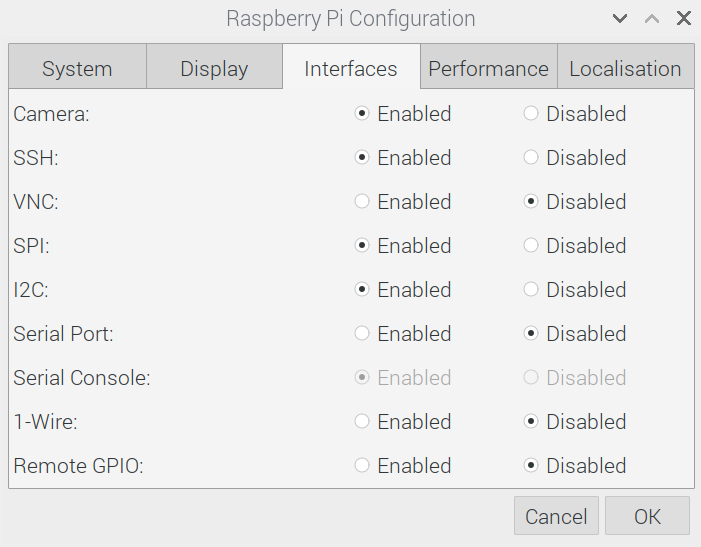 Raspberry Pi Configuration
System Display Interfaces Performance Localisation
Camera: Enabled Disabled
SSH: Enabled Disabled
VNC: Enabled Disabled
SPI: Enabled Disabled
I2C: Enabled Disabled
Serial Port: Enabled Disabled
Serial Console: Enabled Disabled
1-Wire: Enabled Disabled
Remote GPIO: Enabled Disabled
Cancel OK